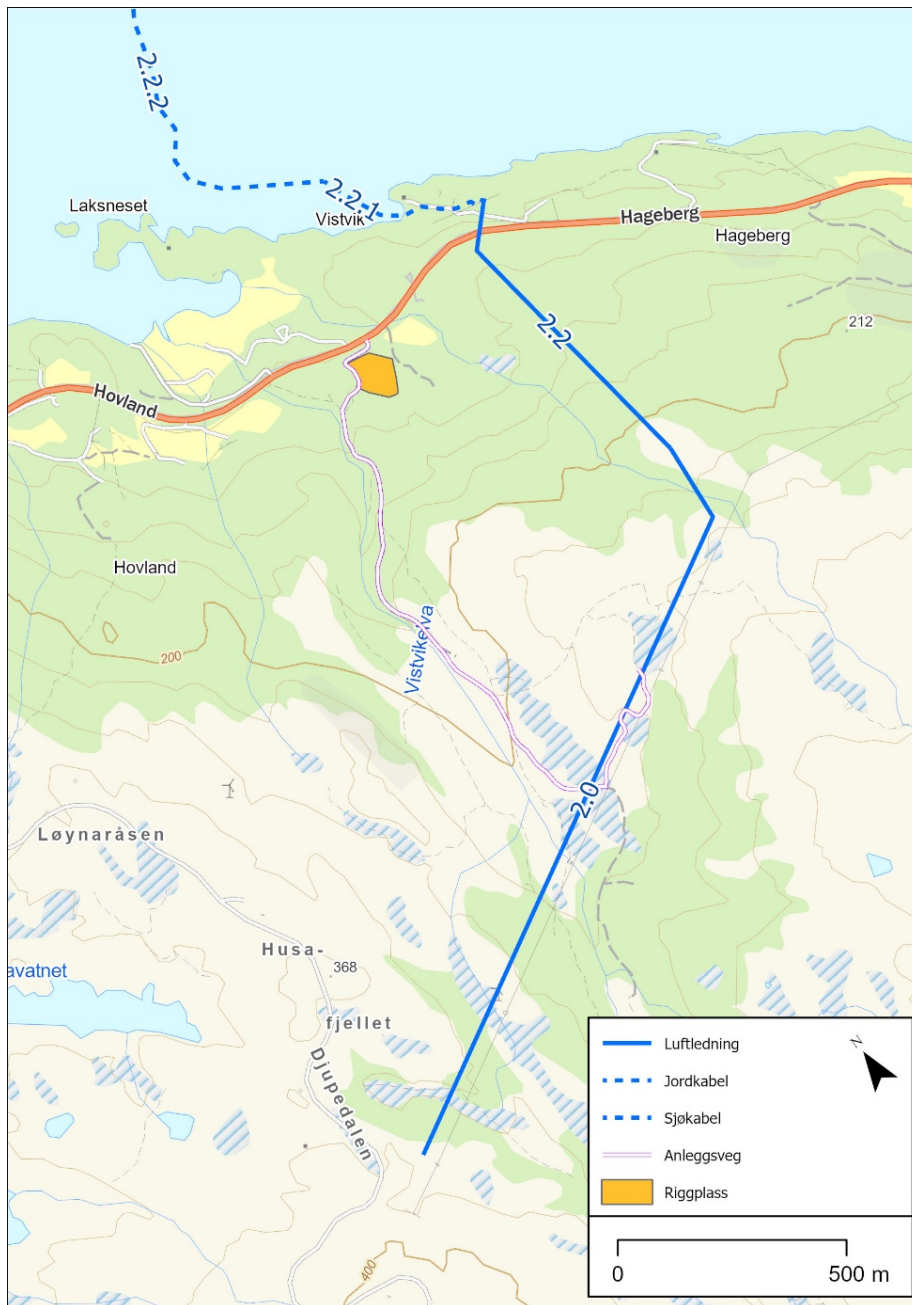 2.2.2
Laksneset
2.2.1
Vistvik
Hageberg
Hageberg
2.2
212
Hovland
Hovland
200
Vistvikelva
2.0
Løynaråsen
Husa-
368
avatnet
fjellet
Djupedalen
400
N
Luftledning
Jordkabel
Sjøkabel
Anleggsveg
Riggplass
0
500 m